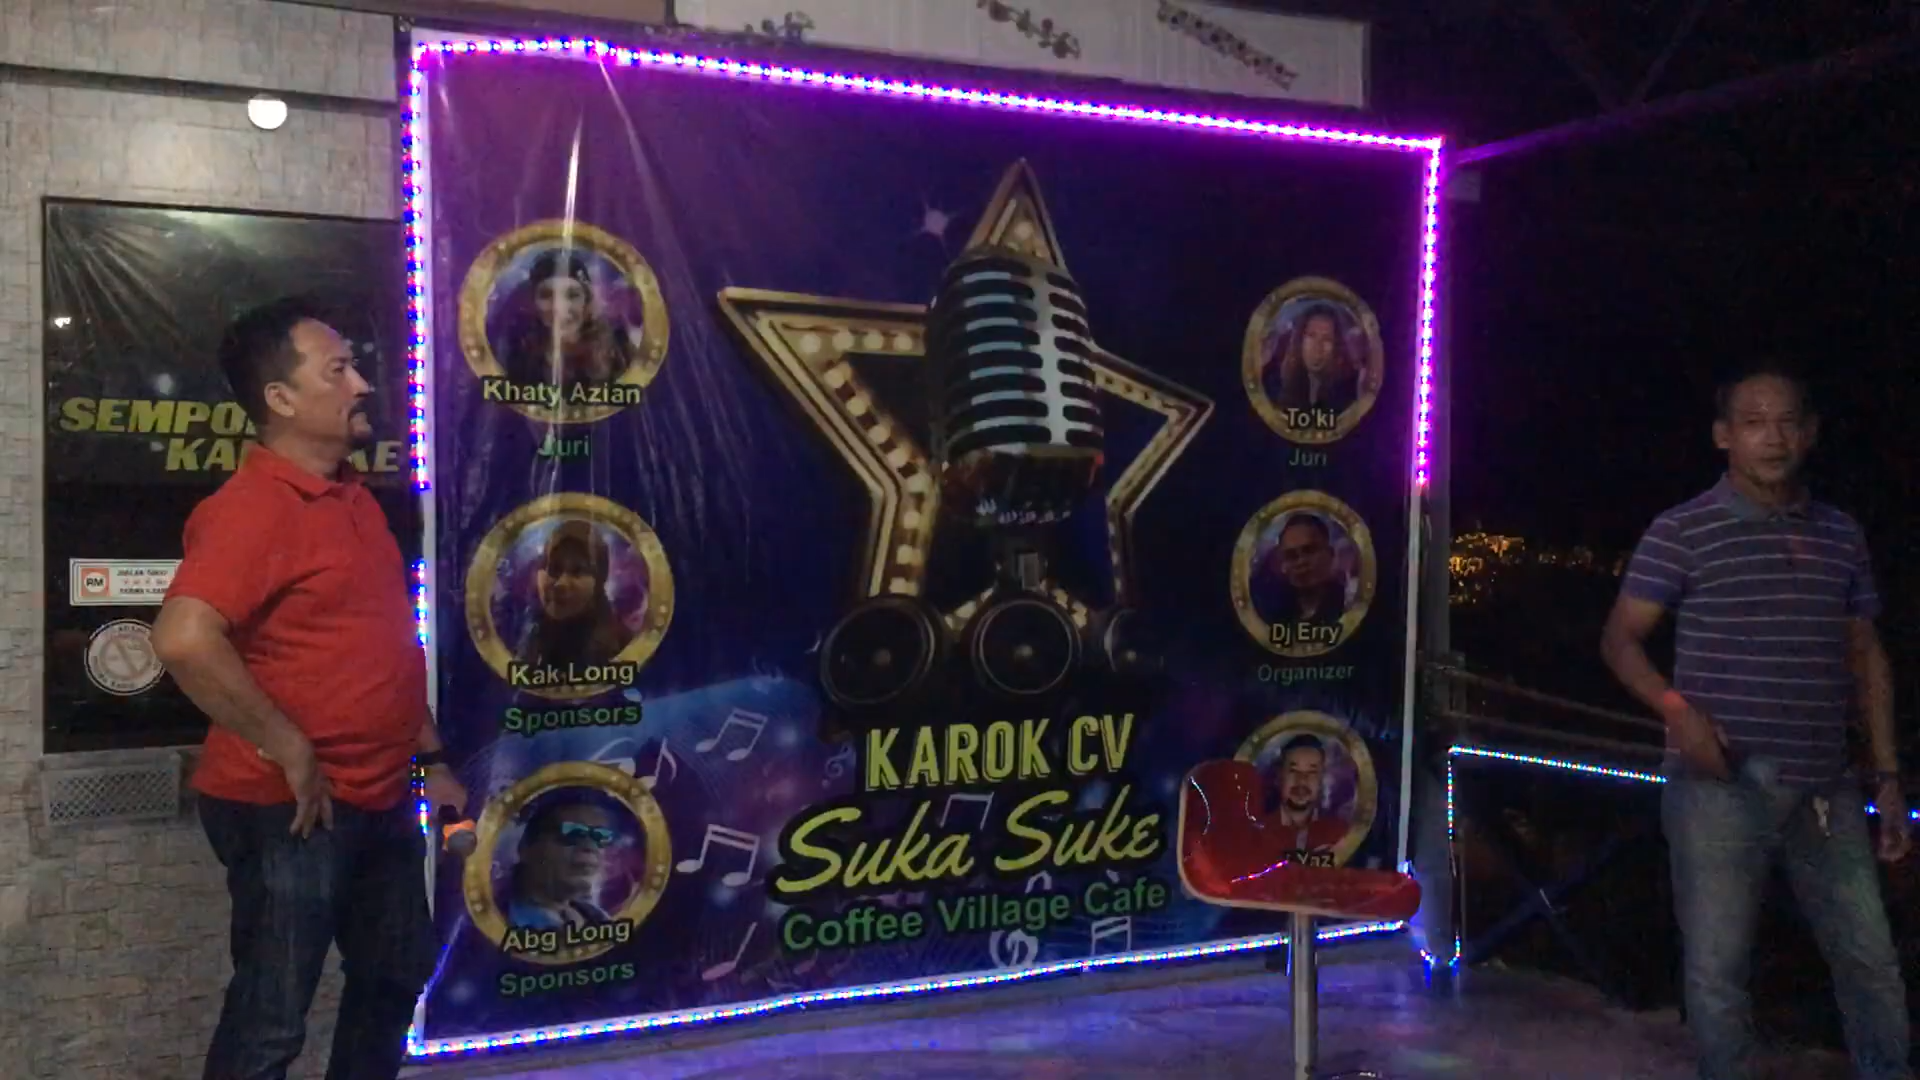 SEMPO
KA AE
RM
Khaty Azian
Juri
Kak Long
Sponsors
Abg Long
Sponsors
To'ki
Juri
Dj Erry
Organizer
Yaz
KAROK CV
Suka Suke
Coffee Village Cafe